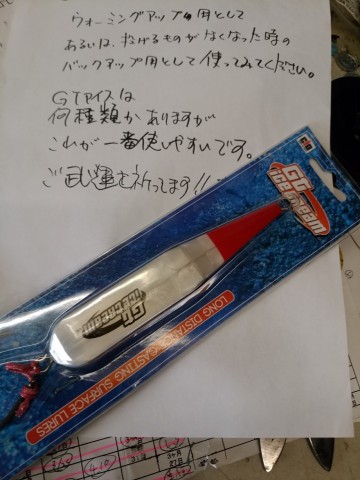 ウォーミングアップ用として
あるいは、投げるものがなくなった時の
バックアップ用として使ってみてください。
GTアイスは
何種類かありますが
これが一番使いやすいです。
ご武運を祈ってます!!
GT
ice cream
GT
ice cream
LONG DISTANCE CASTING SURFACE LURES